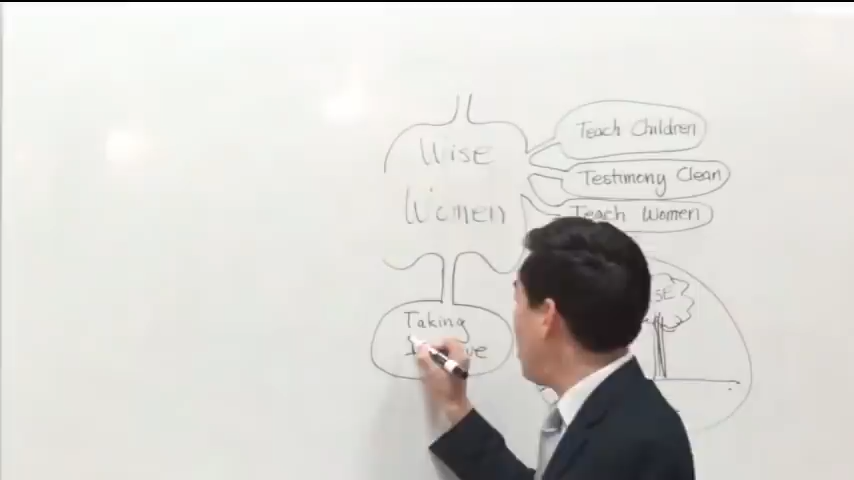 Wise
Women
Teach Children
Testimony Clean
Teach Women
Taking